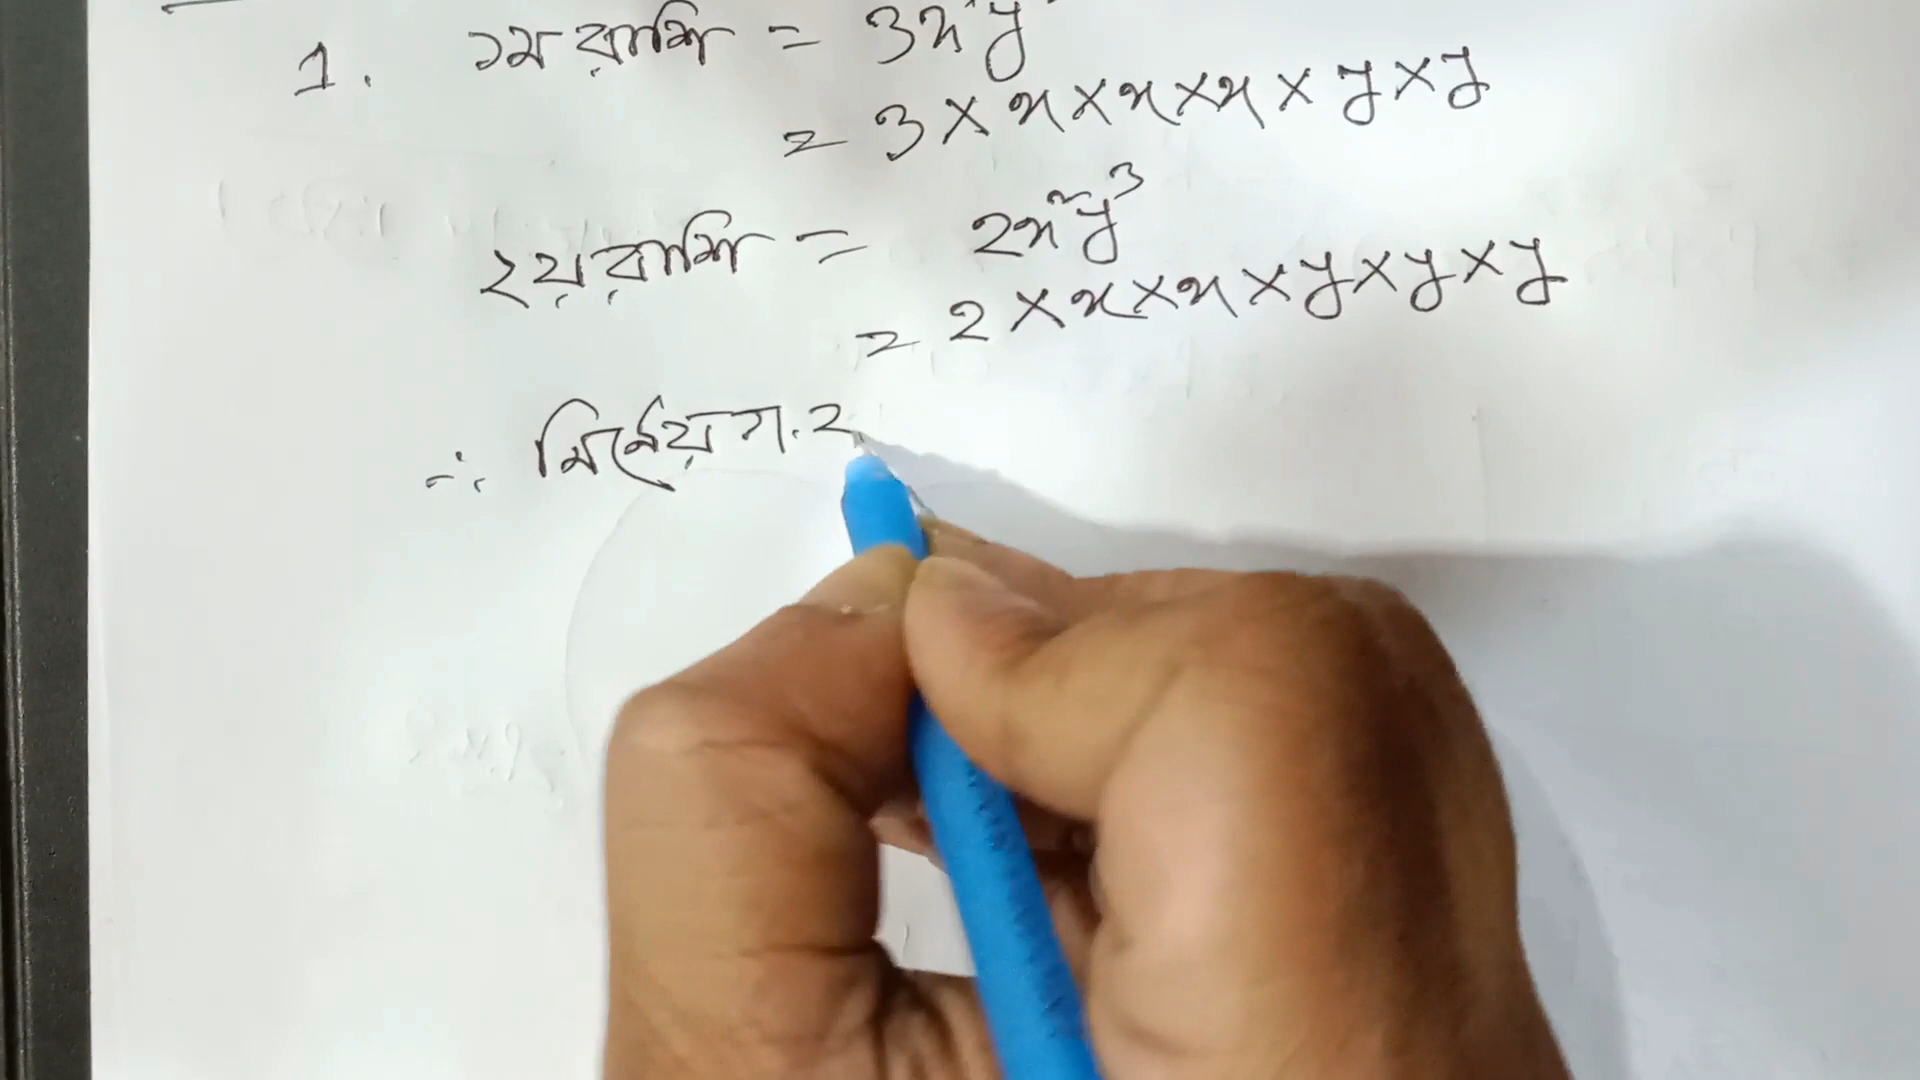 1. ১ম রাশি = 3x³y²
= 3 × x × x × x × y × y
২য় রাশি = 2x²y³
= 2 × x × x × y × y × y
∴ নির্ণেয় গ. স